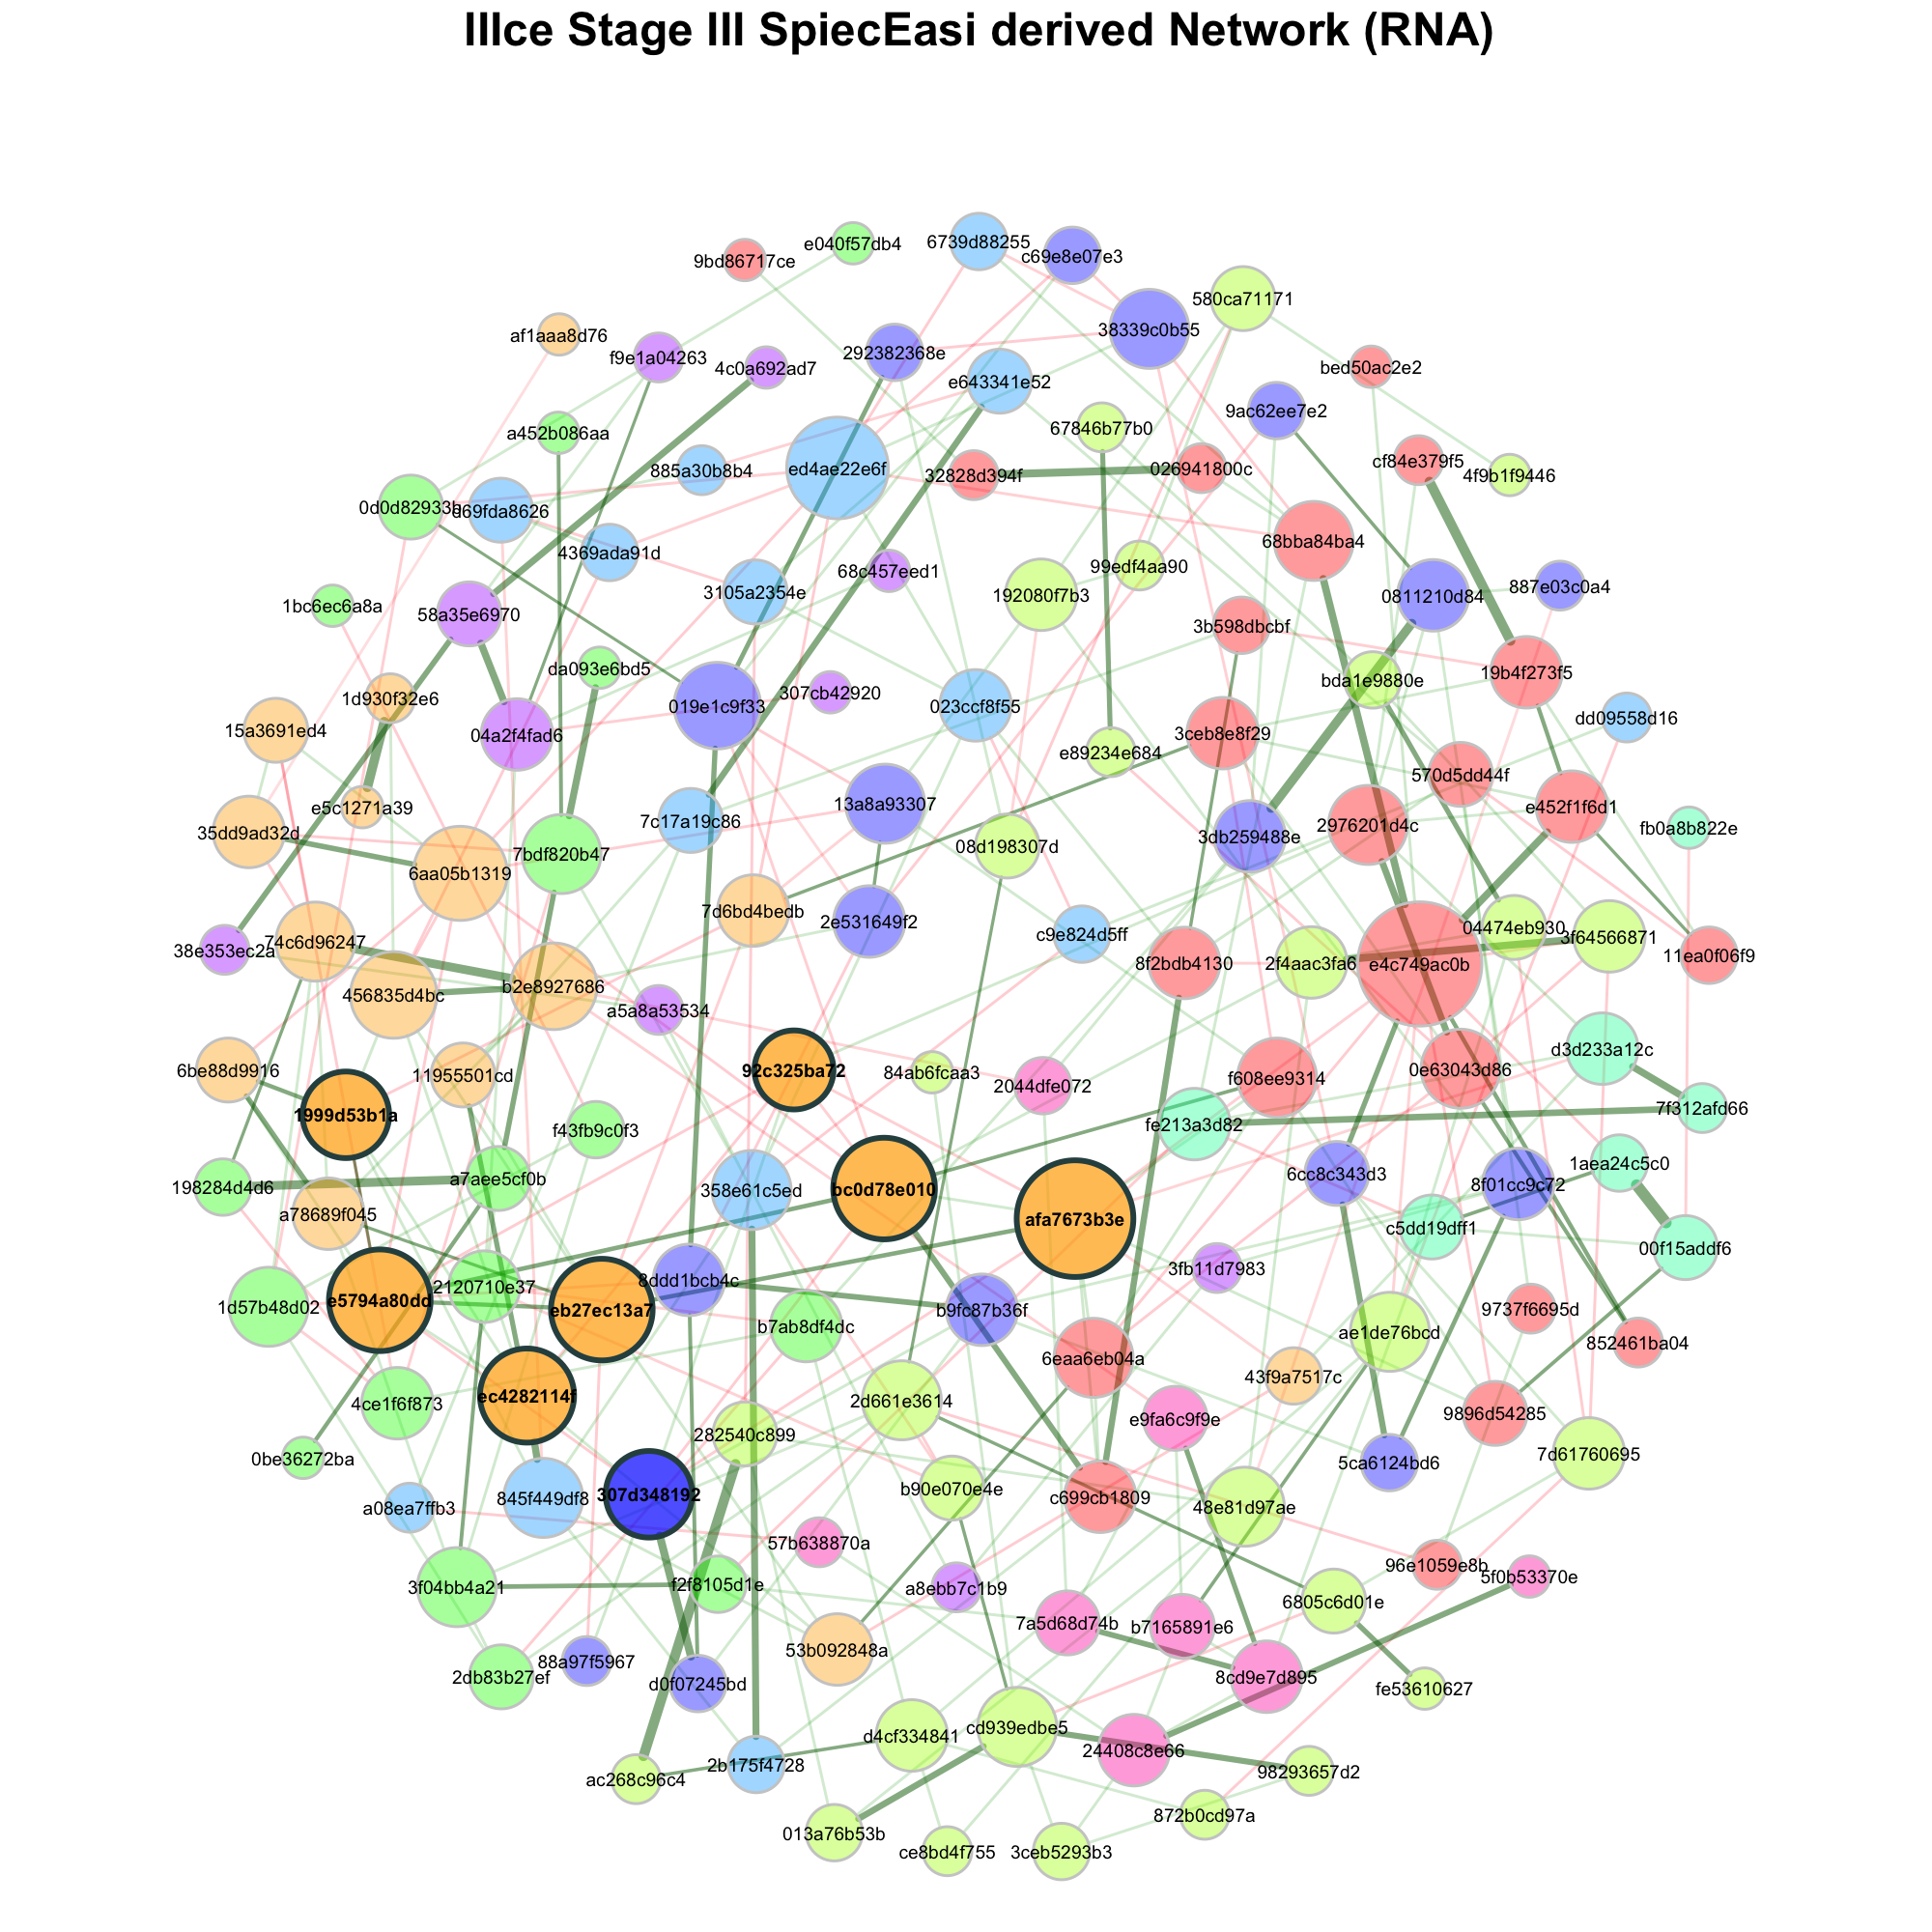 IIIce Stage III SpiecEasi derived Network (RNA)
e040f57db4
6739d88255
9bd86717ce
c69e8e07e3
580ca71171
af1aaa8d76
38339c0b55
f9e1a04263
292382368e
4c0a692ad7
bed50ac2e2
e643341e52
9ac62ee7e2
67846b77b0
a452b086aa
cf84e379f5
885a30b8b4
ed4ae22e6f
32828d394f
026941800c
4f9b1f9446
0d0d82933b
d69fda8626
68bba84ba4
4369ada91d
99edf4aa90
68c457eed1
887e03c0a4
3105a2354e
192080f7b3
0811210d84
1bc6ec6a8a
58a35e6970
3b598dbcbf
da093e6bd5
19b4f273f5
bda1e9880e
307cb42920
1d930f32e6
019e1c9f33
023ccf8f55
dd09558d16
15a3691ed4
04a2f4fad6
3ceb8e8f29
e89234e684
570d5dd44f
13a8a93307
e5c1271a39
e452f1f6d1
7c17a19c86
2976201d4c
fb0a8b822e
35dd9ad32d
3db259488e
08d198307d
7bdf820b47
6aa05b1319
7d6bd4bedb
2e531649f2
04474eb930
c9e824d5ff
3f64566871
74c6d96247
38e353ec2a
11ea0f06f9
8f2bdb4130
2f4aac3fa6
e4c749ac0b
b2e8927686
456835d4bc
a5a8a53534
d3d233a12c
0e63043d86
6be88d9916
92c325ba72
84ab6fcaa3
11955501cd
f608ee9314
2044dfe072
7f312afd66
1999d53b1a
fe213a3d82
f43fb9c0f3
1aea24c5c0
6cc8c343d3
a7aee5cf0b
8f01cc9c72
198284d4d6
bc0d78e010
358e61c5ed
a78689f045
afa7673b3e
c5dd19dff1
00f15addf6
3fb11d7983
8ddd1bcb4c
2120710e37
e5794a80dd
1d57b48d02
eb27ec13a7
b9fc87b36f
9737f6695d
b7ab8df4dc
ae1de76bcd
852461ba04
6eaa6eb04a
43f9a7517c
ec4282114f
4ce1f6f873
2d661e3614
9896d54285
e9fa6c9f9e
282540c899
7d61760695
0be36272ba
5ca6124bd6
b90e070e4e
307d348192
845f449df8
c699cb1809
a08ea7ffb3
48e81d97ae
57b638870a
96e1059e8b
5f0b53370e
f2f8105d1e
3f04bb4a21
a8ebb7c1b9
6805c6d01e
7a5d68d74b
b7165891e6
53b092848a
88a97f5967
2db83b27ef
8cd9e7d895
d0f07245bd
fe53610627
cd939edbe5
d4cf334841
24408c8e66
2b175f4728
98293657d2
ac268c96c4
872b0cd97a
013a76b53b
ce8bd4f755
3ceb5293b3